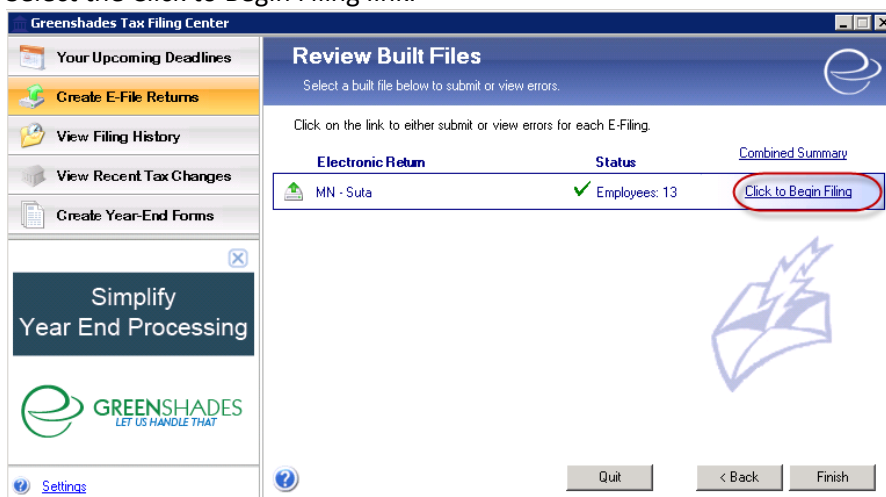 Select the Click to Begin Filing link.
Greenshades Tax Filing Center
Your Upcoming Deadlines
Create E-File Returns
View Filing History
View Recent Tax Changes
Create Year-End Forms
Simplify
Year End Processing
GREENSHADES
LET US HANDLE THAT
Settings
Review Built Files
Select a built file below to submit or view errors.
Click on the link to either submit or view errors for each E-Filing.
Electronic Return Status Combined Summary
MN - Suta Employees: 13 Click to Begin Filing
Quit < Back Finish